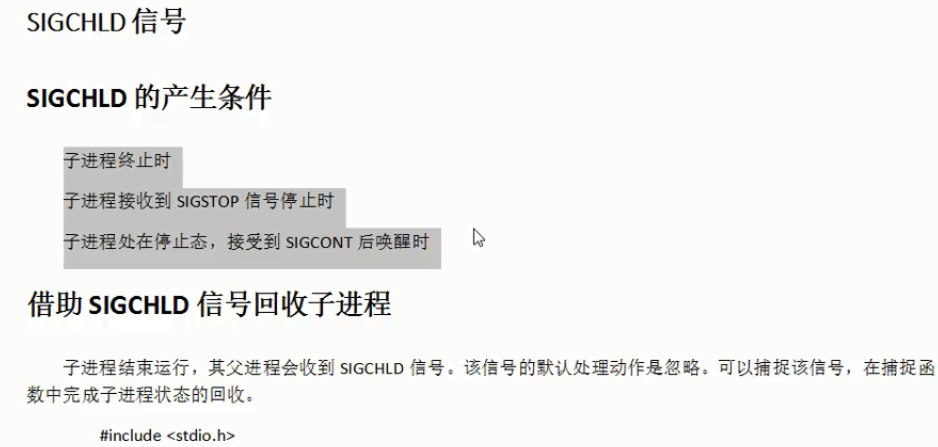 SIGCHLD 信号
SIGCHLD 的产生条件
子进程终止时
子进程接收到 SIGSTOP 信号停止时
子进程处在停止态，接受到 SIGCONT 后唤醒时
借助 SIGCHLD 信号回收子进程
子进程结束运行，其父进程会收到 SIGCHLD 信号。该信号的默认处理动作是忽略。可以捕捉该信号，在捕捉函
数中完成子进程状态的回收。
#include <stdio.h>